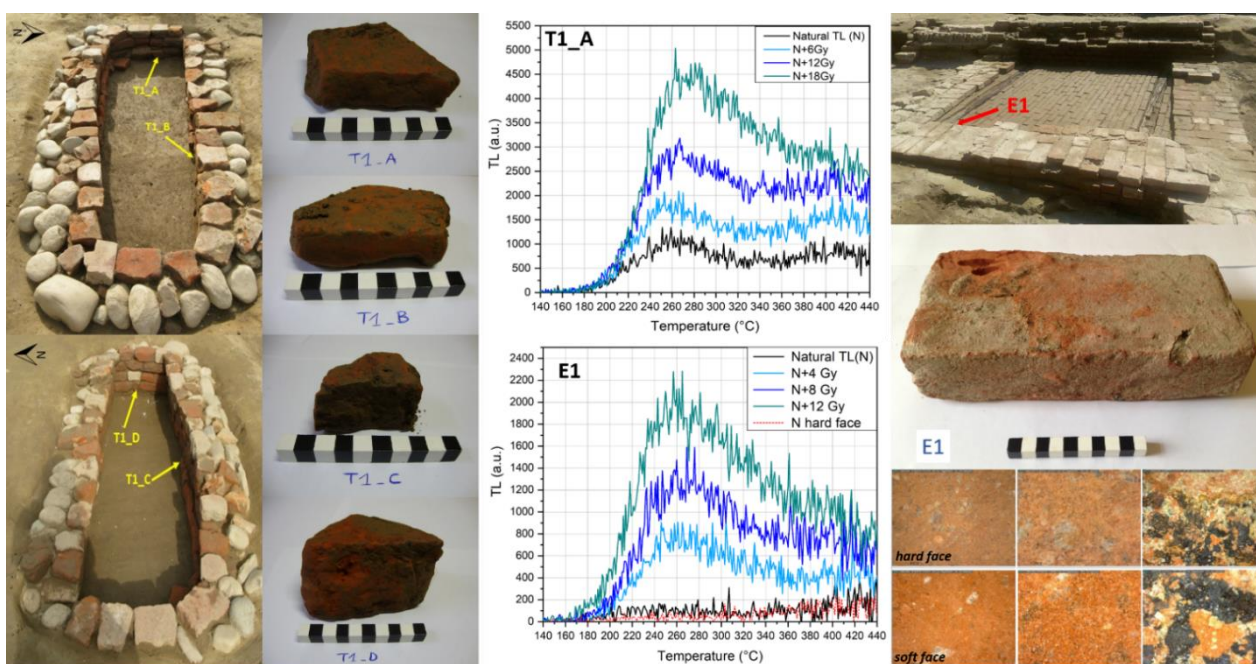 N
T1_A
T1_B
N
T1_D
T1_C
T1_A
T1_B
T1_C
T1_D
T1_A
Natural TL (N)
N+6Gy
N+12Gy
N+18Gy
TL (a.u.)
5500
5000
4500
4000
3500
3000
2500
2000
1500
1000
500
0
140 160 180 200 220 240 260 280 300 320 340 360 380 400 420 440
Temperature (°C)
E1
Natural TL(N)
N+4 Gy
N+8 Gy
N+12 Gy
N hard face
TL (a.u.)
2400
2200
2000
1800
1600
1400
1200
1000
800
600
400
200
0
140 160 180 200 220 240 260 280 300 320 340 360 380 400 420 440
Temperature (°C)
E1
E1
hard face
soft face